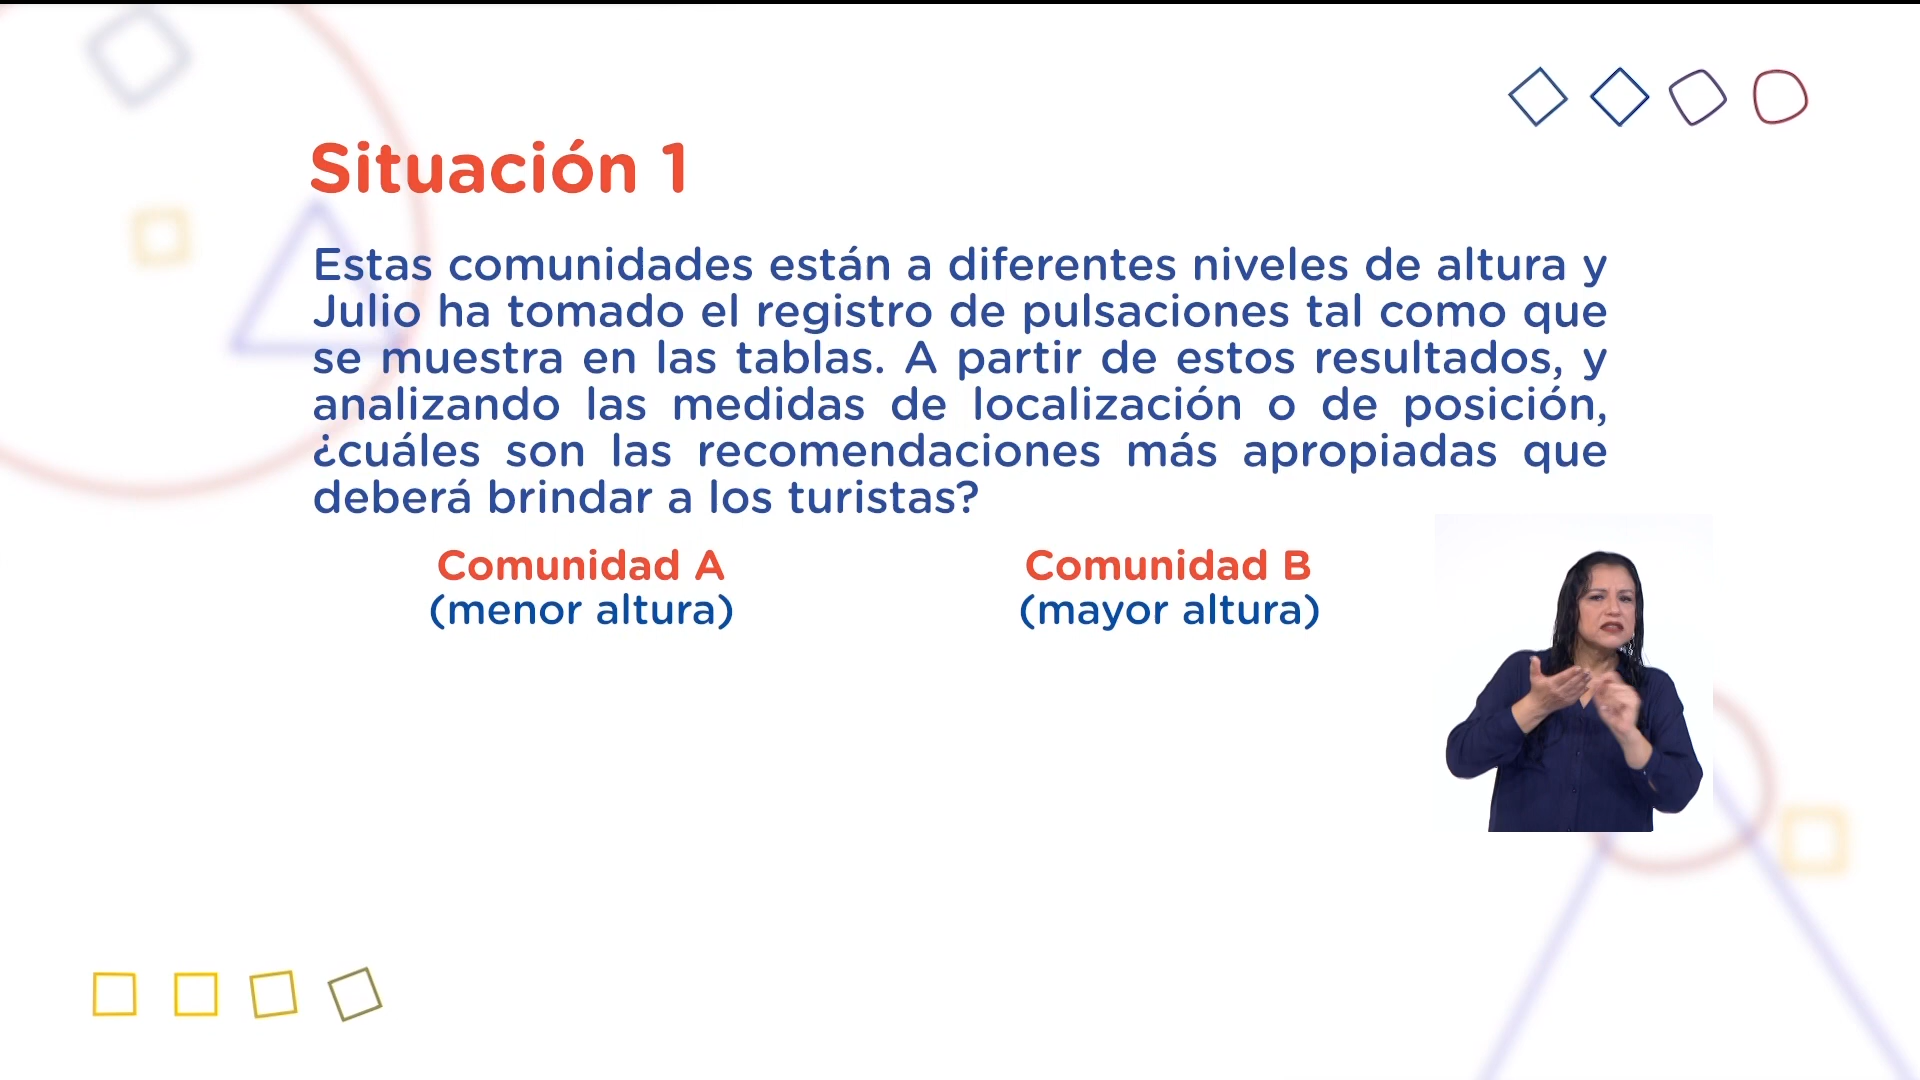 Situación 1
Estas comunidades están a diferentes niveles de altura y
Julio ha tomado el registro de pulsaciones tal como que
se muestra en las tablas. A partir de estos resultados, y
analizando las medidas de localización o de posición,
¿cuáles son las recomendaciones más apropiadas que
deberá brindar a los turistas?
Comunidad A
(menor altura)
Comunidad B
(mayor altura)